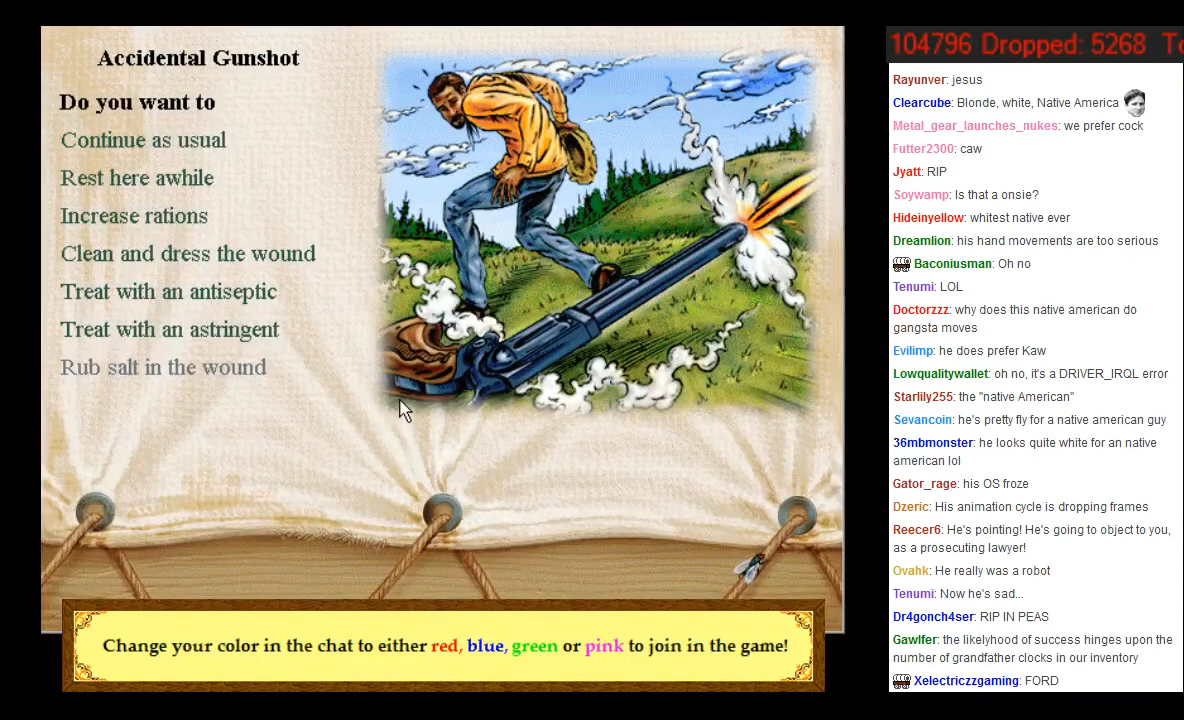 Accidental Gunshot
Do you want to
Continue as usual
Rest here awhile
Increase rations
Clean and dress the wound
Treat with an antiseptic
Treat with an astringent
Rub salt in the wound
Change your color in the chat to either red, blue, green or pink to join in the game!
104796 Dropped: 5268 To
Rayunver: jesus
Clearcube: Blonde, white, Native America
Metal_gear_launches_nukes: we prefer cock
Futter2300: caw
Jyatt: RIP
Soywamp: Is that a onsie?
Hideinyellow: whitest native ever
Dreamlion: his hand movements are too serious
Baconiusman: Oh no
Tenumi: LOL
Doctorzzz: why does this native american do
gangsta moves
Evilimp: he does prefer Kaw
Lowqualitywallet: oh no, it's a DRIVER_IRQL error
Starlily255: the "native American"
Sevancoin: he's pretty fly for a native american guy
36mbmonster: he looks quite white for an native
american lol
Gator_rage: his OS froze
Dzeric: His animation cycle is dropping frames
Reecer6: He's pointing! He's going to object to you,
as a prosecuting lawyer!
Ovahk: He really was a robot
Tenumi: Now he's sad...
Dr4gonch4ser: RIP IN PEAS
Gawlfer: the likelyhood of success hinges upon the
number of grandfather clocks in our inventory
Xelectriczzgaming: FORD